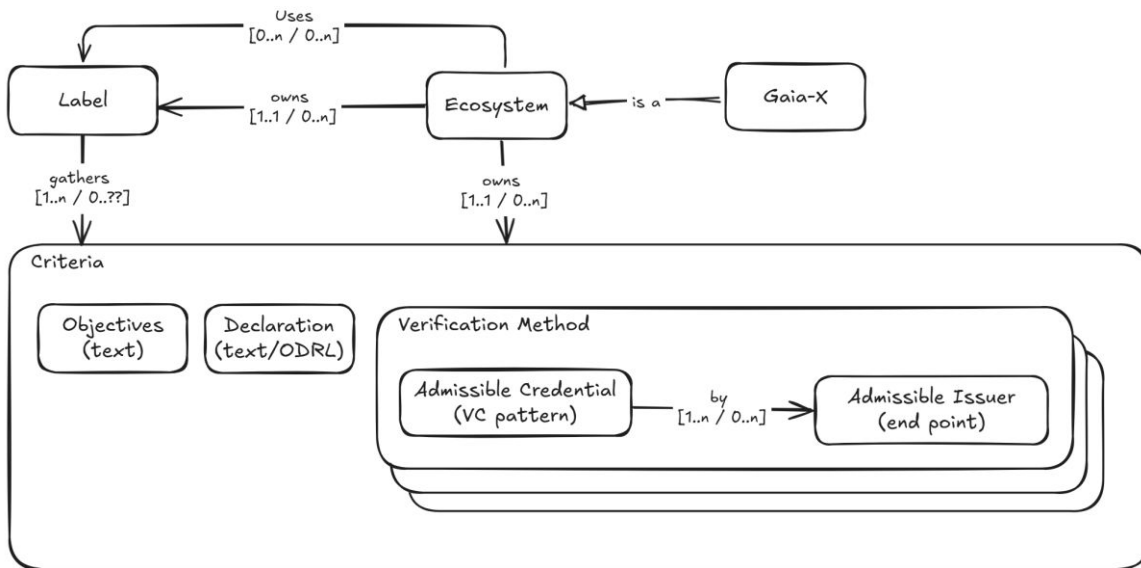 Uses
[0..n / 0..n]
Label
owns
[1..1 / 0..n]
Ecosystem
is a
Gaia-X
gathers
[1..n / 0..??]
owns
[1..1 / 0..n]
Criteria
Objectives
(text)
Declaration
(text/ODRL)
Verification Method
Admissible Credential
(VC pattern)
by
[1..n / 0..n]
Admissible Issuer
(end point)